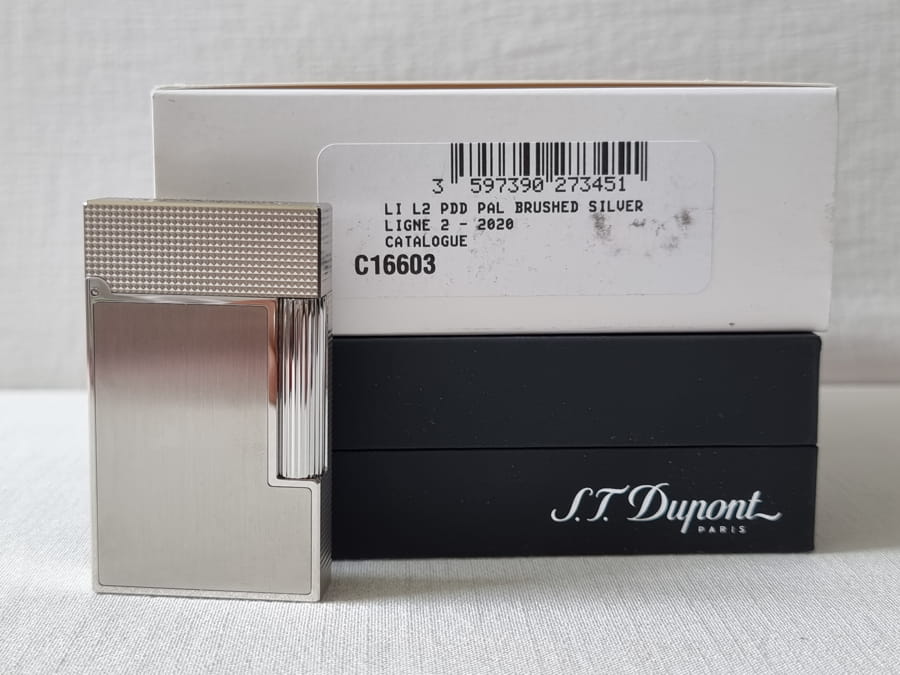 3 597390 273451
LI L2 PDD PAL BRUSHED SILVER
LIGNE 2 - 2020
CATALOGUE
C16603
S.T. Dupont
PARIS